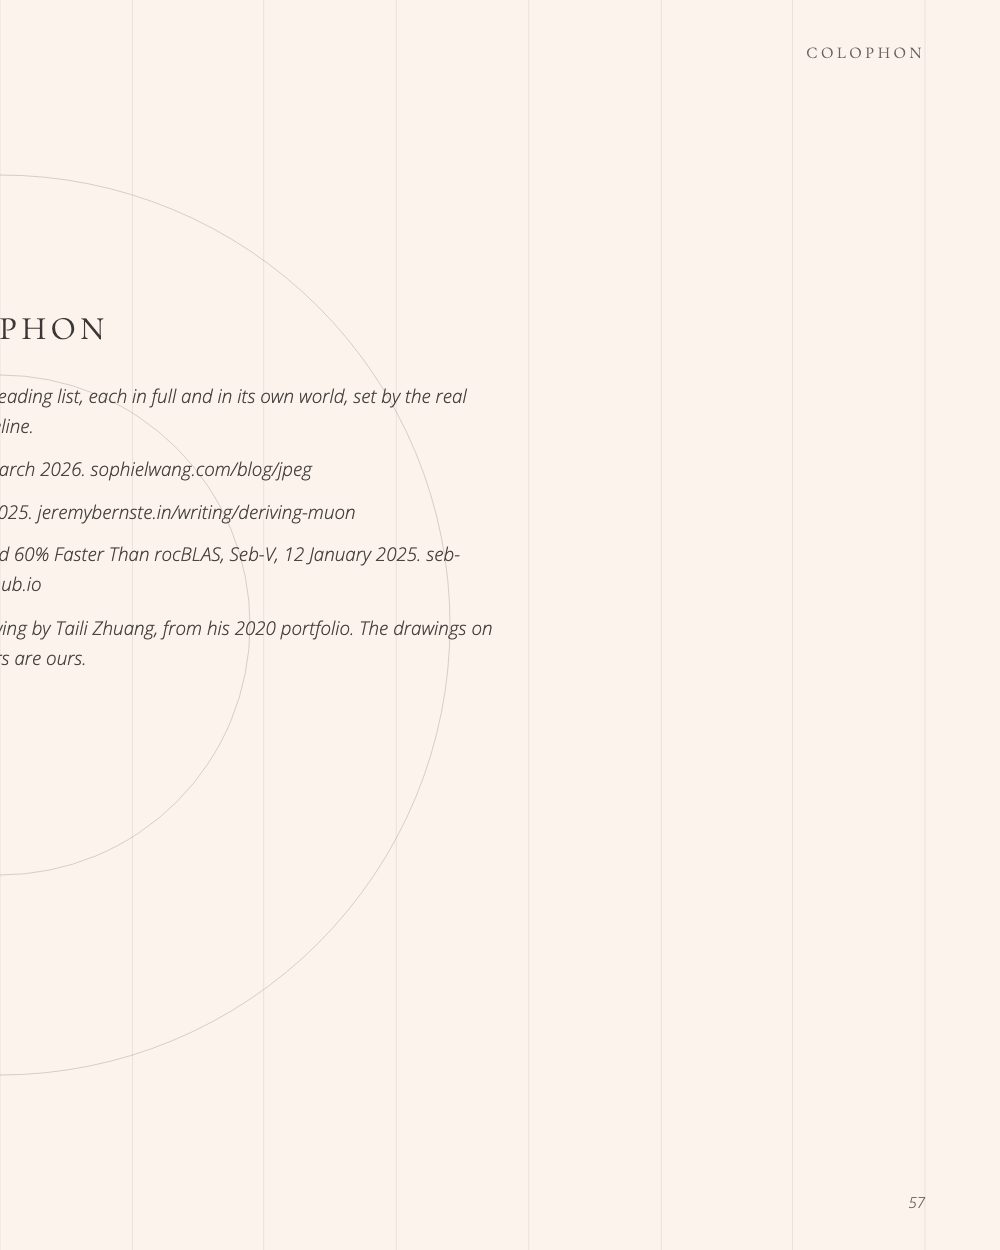 COLOPHON
PHON
eading list, each in full and in its own world, set by the real
line.
arch 2026. sophielwang.com/blog/jpeg
025. jeremybernste.in/writing/deriving-muon
d 60% Faster Than rocBLAS, Seb-V, 12 January 2025. seb-
ub.io
ing by Taili Zhuang, from his 2020 portfolio. The drawings on
s are ours.
57